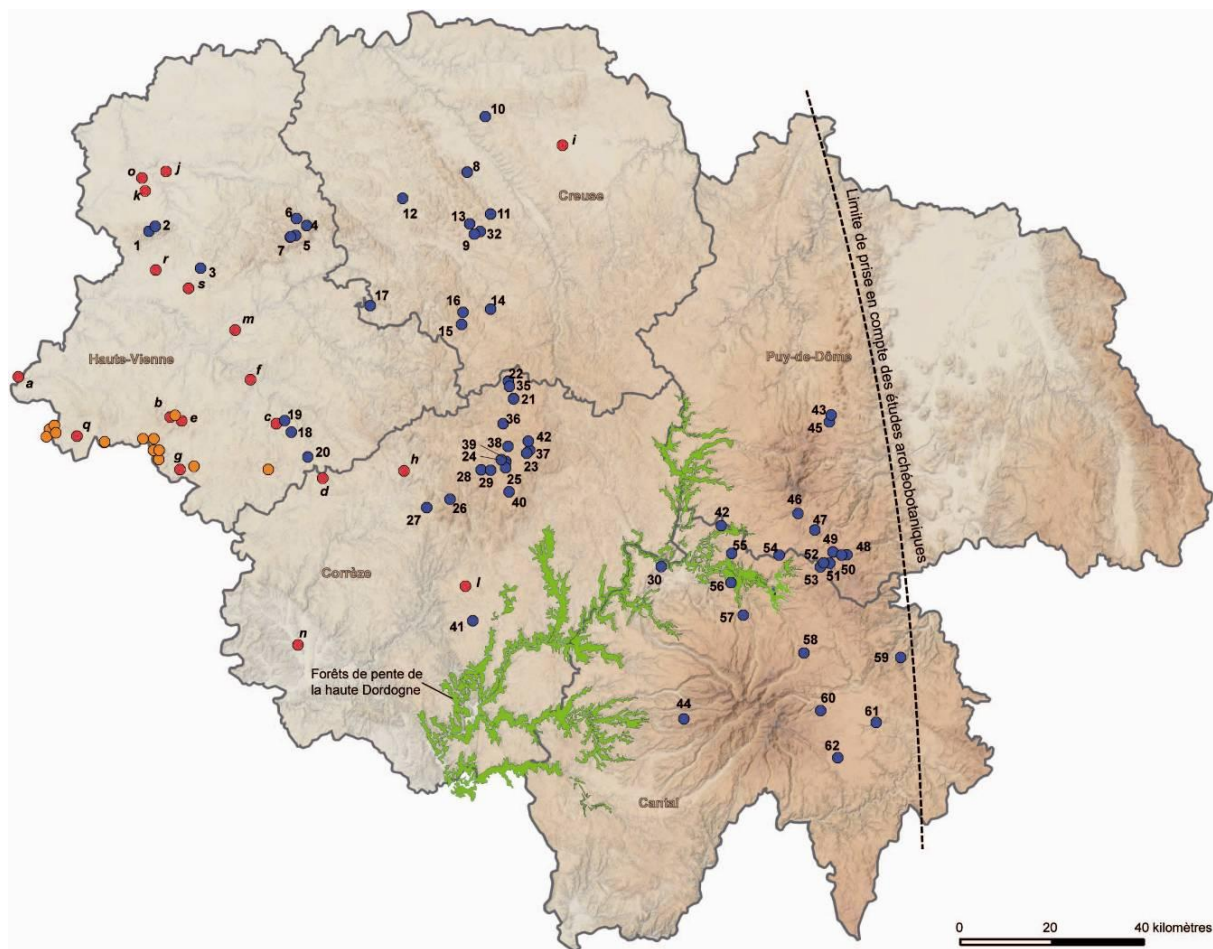 10
i
8
Creuse
o
j
k
12
11
13
32
9
6
4
2
1
7
5
r
3
s
17
16
14
15
m
Haute-Vienne
Puy-de-Dôme
Limite de prise en compte des études archéobotaniques
a
f
22
35
21
b
e
c
19
18
36
43
45
q
20
42
39
38
37
24
23
g
d
h
28
29
25
40
27
26
46
42
47
49
48
55
54
52
50
53
51
30
56
Corrèze
l
41
57
n
58
59
Forêts de pente de
la haute Dordogne
44
60
61
62
Cantal
0
20
40 kilomètres